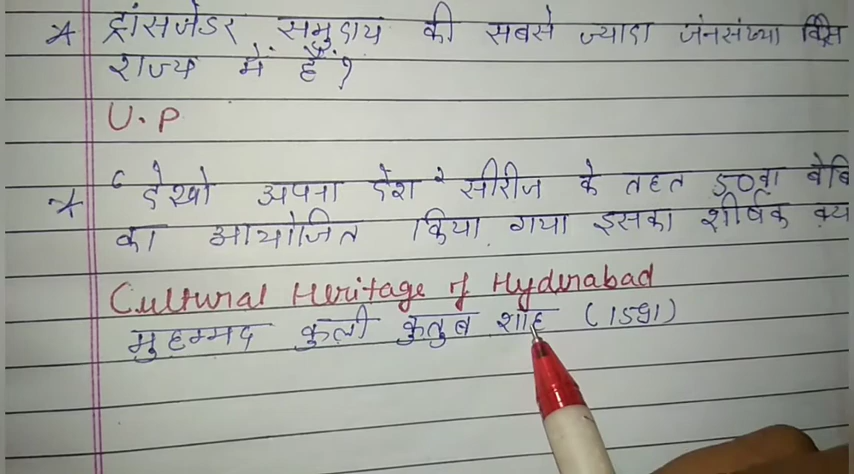 * ट्रांसजेंडर समुदाय की सबसे ज्यादा जनसंख्या किस
राज्य में है?
U.P
* 'देखो अपना देश' सीरीज के तहत 50वा वेबि
का आयोजित किया गया इसका शीर्षक क्य
Cultural Heritage of Hyderabad
मुहम्मद कुली कुतुब शाह (1591)